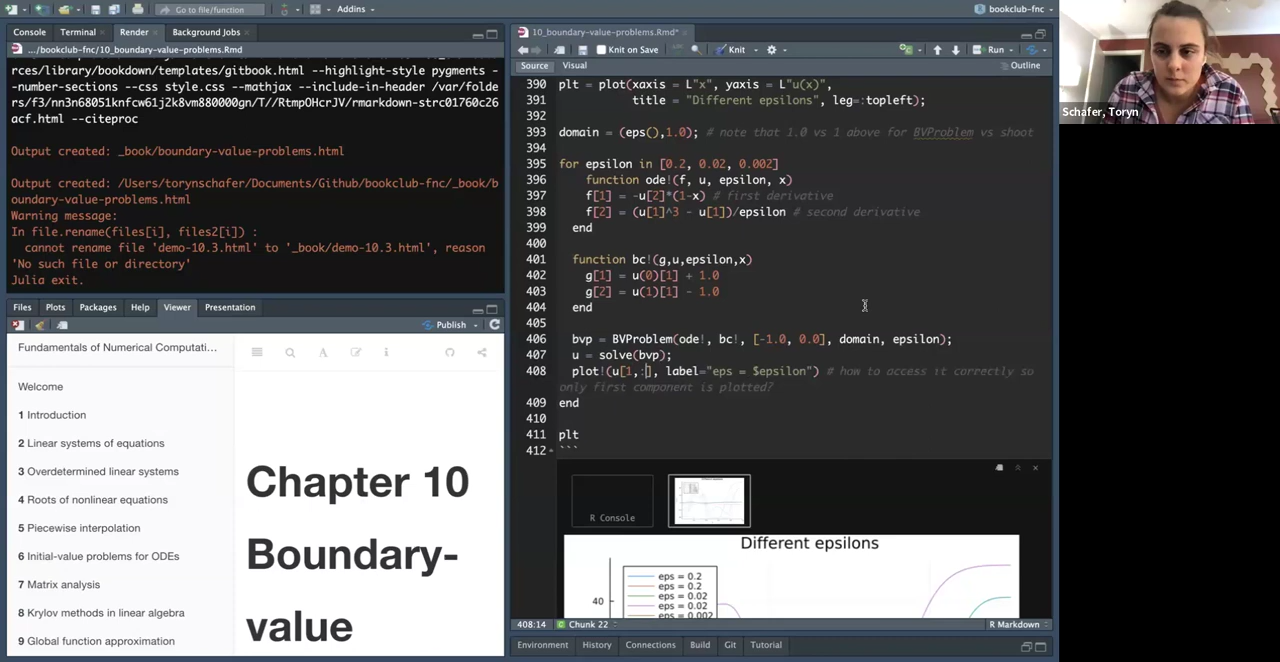 Go to file/function
Addins
bookclub-fnc
Console
Terminal
Render
Background Jobs
.../bookclub-fnc/10_boundary-value-problems.Rmd
rces/library/bookdown/templates/gitbook.html --highlight-style pygments -
-number-sections --css style.css --mathjax --include-in-header /var/folde
rs/f3/nn3n68051knfcw61j2k8vm880000gn/T//RtmpOHcrJV/rmarkdown-strc01760c26
acf.html --citeproc
Output created: _book/boundary-value-problems.html
Output created: /Users/torynschafer/Documents/Github/bookclub-fnc/_book/b
oundary-value-problems.html
Warning message:
In file.rename(files[i], files2[i]) :
cannot rename file 'demo-10.3.html' to '_book/demo-10.3.html', reason
'No such file or directory'
Julia exit.
Files
Plots
Packages
Help
Viewer
Presentation
Publish
Fundamentals of Numerical Computati...
Welcome
1 Introduction
2 Linear systems of equations
3 Overdetermined linear systems
4 Roots of nonlinear equations
5 Piecewise interpolation
6 Initial-value problems for ODEs
7 Matrix analysis
8 Krylov methods in linear algebra
9 Global function approximation
Chapter 10
Boundary-
value
10_boundary-value-problems.Rmd*
Knit on Save
Knit
Run
Source
Visual
Outline
390 plt = plot(xaxis = L"x", yaxis = L"u(x)",
391 title = "Different epsilons", leg=:topleft);
392
393 domain = (eps(),1.0); # note that 1.0 vs 1 above for BVProblem vs shoot
394
395 for epsilon in [0.2, 0.02, 0.002]
396 function ode!(f, u, epsilon, x)
397 f[1] = -u[2]*(1-x) # first derivative
398 f[2] = (u[1]^3 - u[1])/epsilon # second derivative
399 end
400
401 function bc!(g,u,epsilon,x)
402 g[1] = u(0)[1] + 1.0
403 g[2] = u(1)[1] - 1.0
404 end
405
406 bvp = BVProblem(ode!, bc!, [-1.0, 0.0], domain, epsilon);
407 u = solve(bvp);
408 plot!(u[1,:], label="eps = $epsilon") # how to access it correctly so
only first component is plotted?
409 end
410
411 plt
412 ```
R Console
Different epsilons
eps = 0.2
eps = 0.2
eps = 0.02
eps = 0.02
eps = 0.002
40
408:14
Chunk 22
R Markdown
Environment
History
Connections
Build
Git
Tutorial
Schafer, Toryn